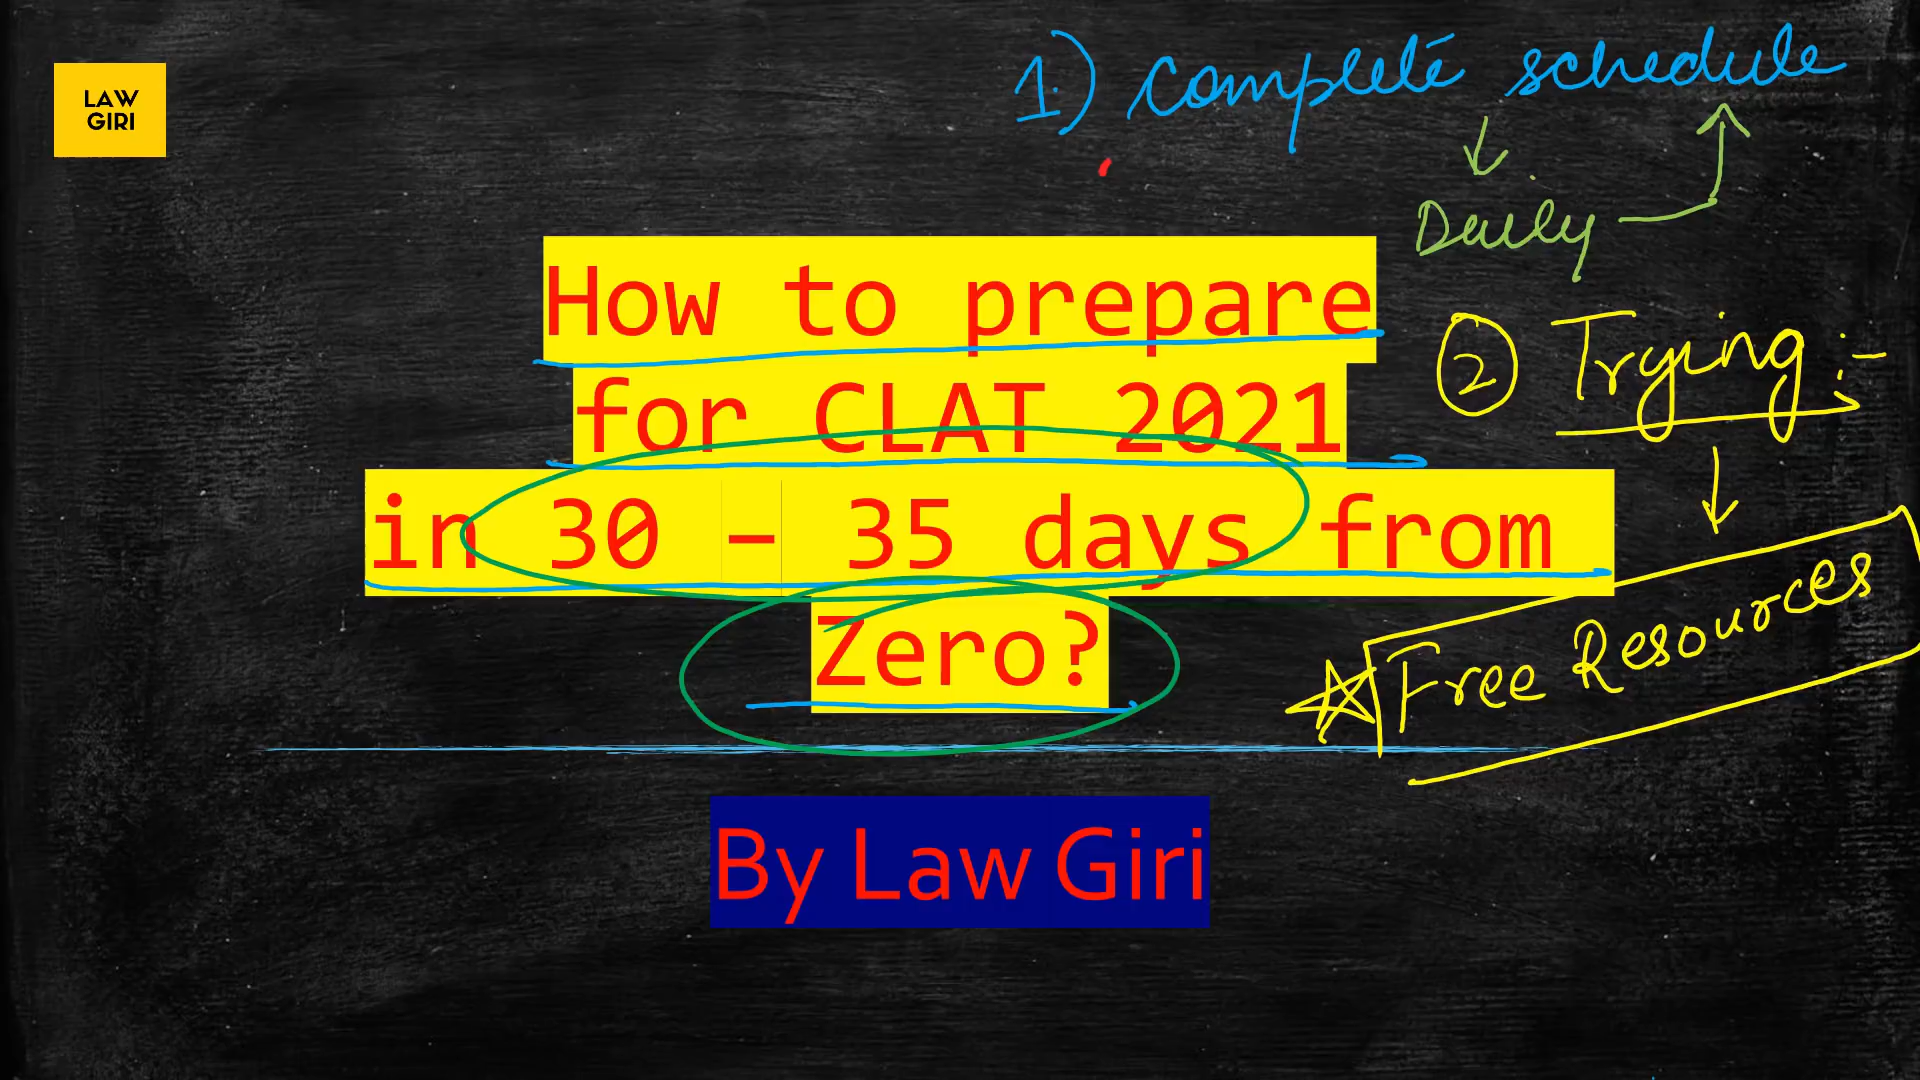 LAW
GIRI
1.) Complete schedule
Daily
How to prepare
for CLAT 2021
in 30 – 35 days from
Zero?
2 Trying :-
Free Resources
By Law Giri